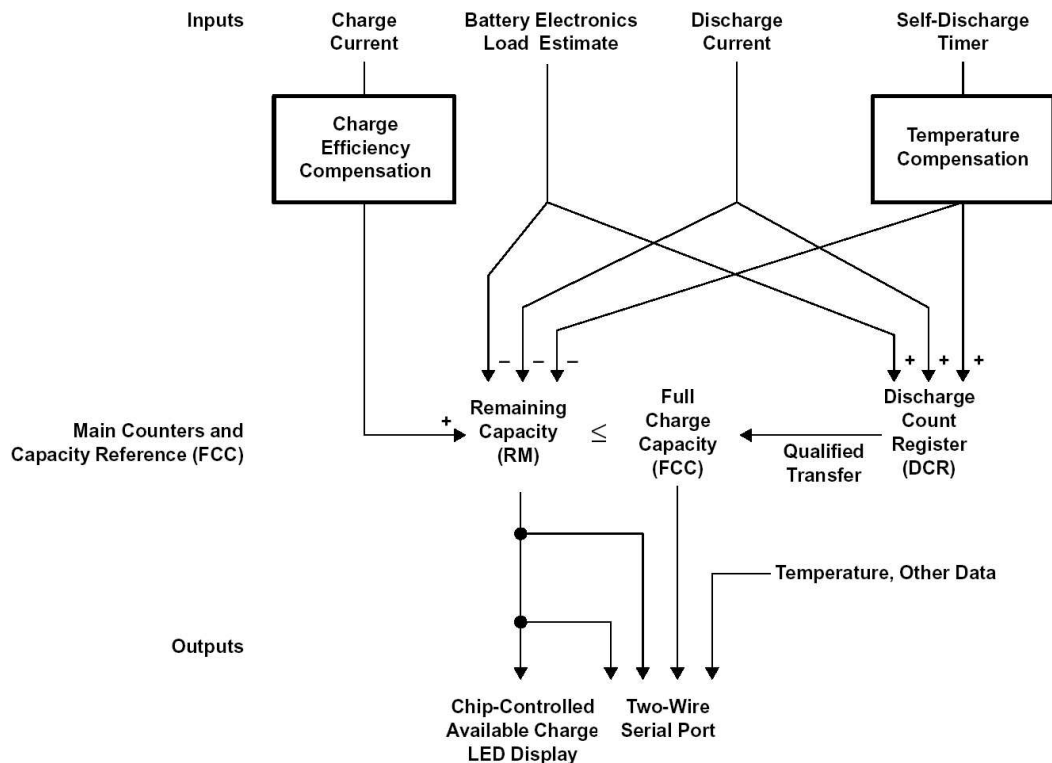 Inputs
Charge
Current
Battery Electronics
Load Estimate
Discharge
Current
Self-Discharge
Timer
Charge
Efficiency
Compensation
Temperature
Compensation
– – –
+ + +
Main Counters and
Capacity Reference (FCC)
+
Remaining
Capacity
(RM)
≤
Full
Charge
Capacity
(FCC)
Qualified
Transfer
Discharge
Count
Register
(DCR)
Temperature, Other Data
Outputs
Chip-Controlled
Available Charge
LED Display
Two-Wire
Serial Port